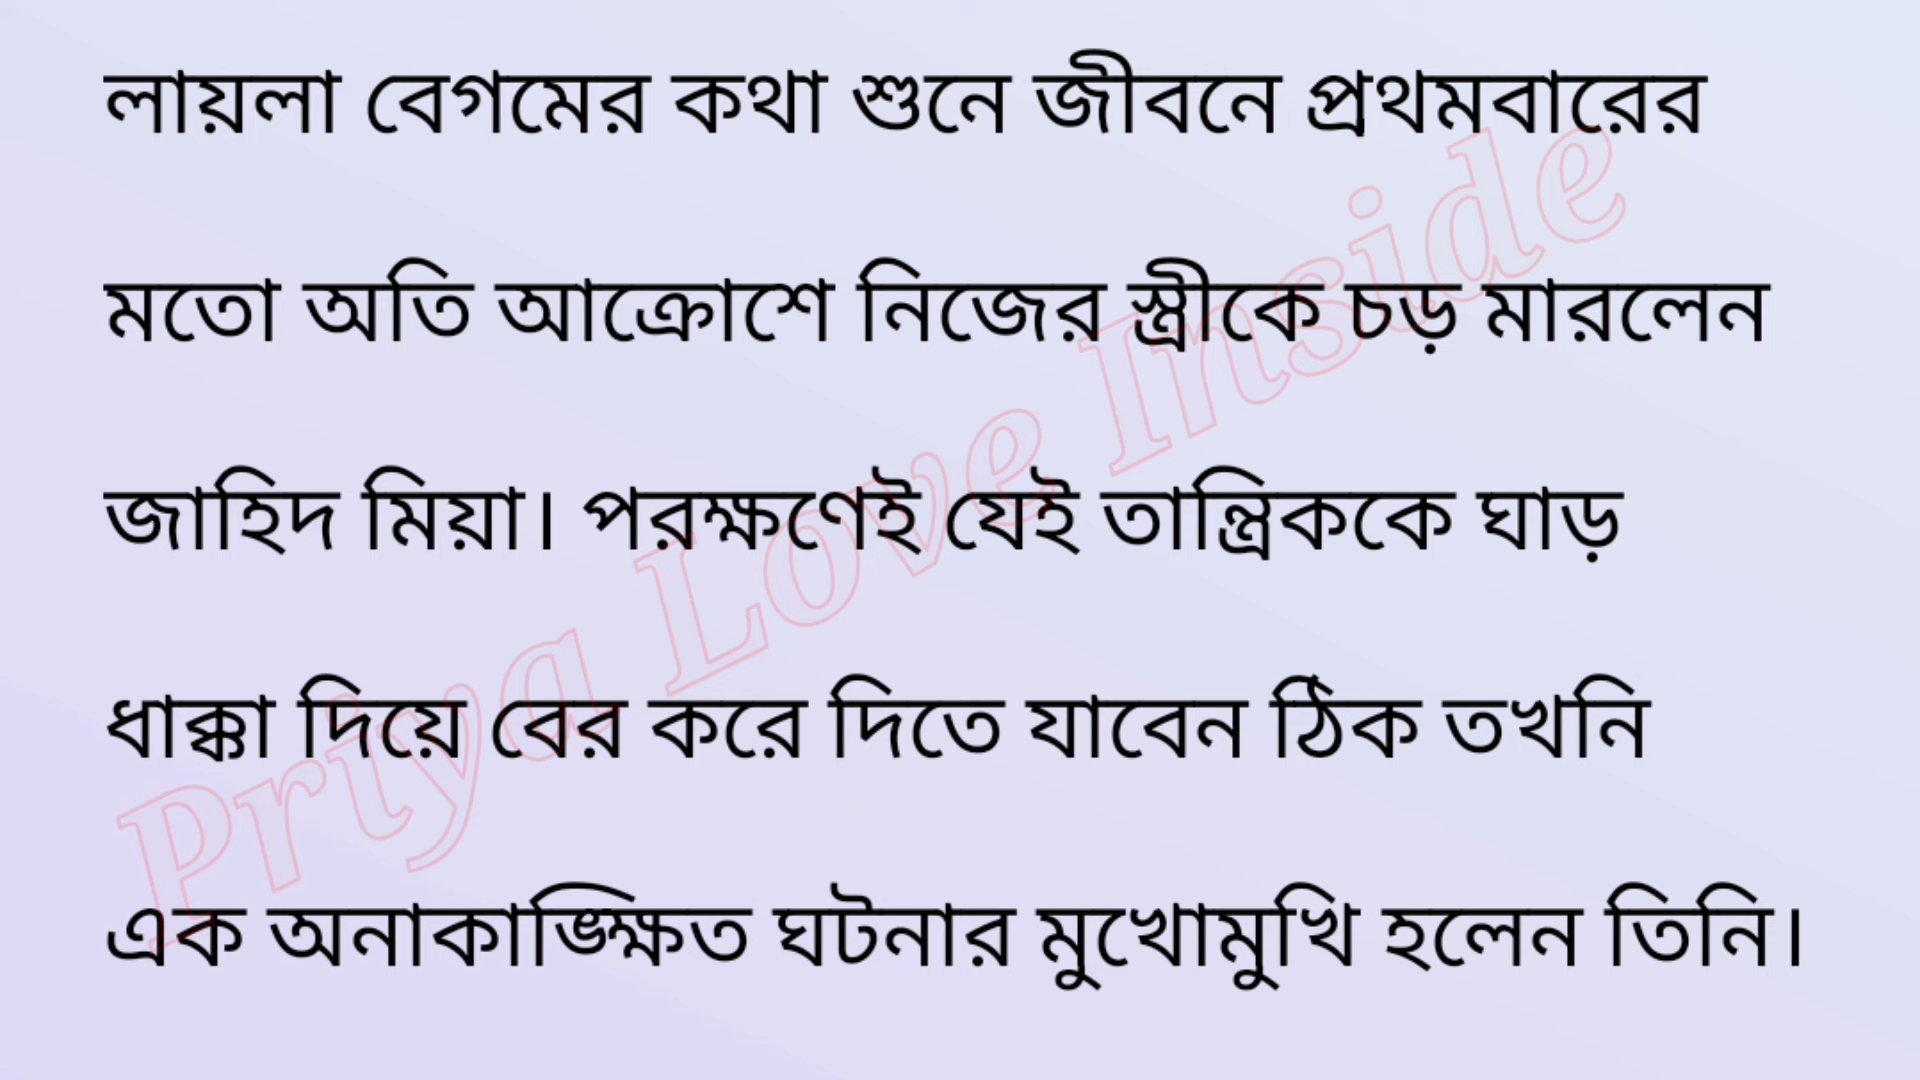 লায়লা বেগমের কথা শুনে জীবনে প্রথমবারের
মতো অতি আক্রোশে নিজের স্ত্রীকে চড় মারলেন
জাহিদ মিয়া। পরক্ষণেই যেই তান্ত্রিককে ঘাড়
ধাক্কা দিয়ে বের করে দিতে যাবেন ঠিক তখনি
এক অনাকাঙ্ক্ষিত ঘটনার মুখোমুখি হলেন তিনি।
Priya Love Inside